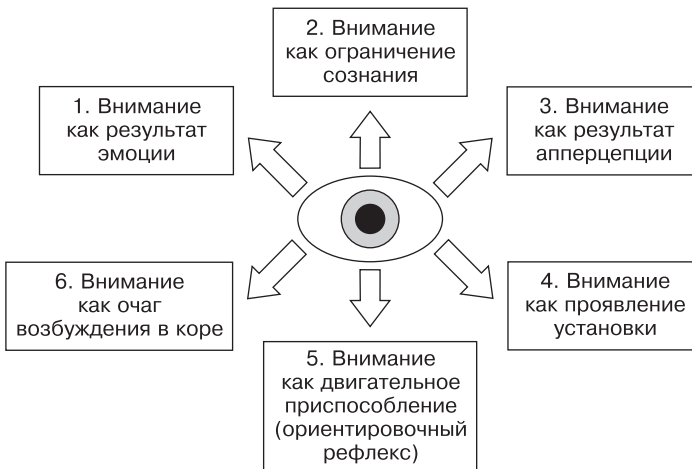 1. Внимание
как результат
эмоции
2. Внимание
как ограничение
сознания
3. Внимание
как результат
апперцепции
4. Внимание
как проявление
установки
5. Внимание
как двигательное
приспособление
(ориентировочный
рефлекс)
6. Внимание
как очаг
возбуждения в коре